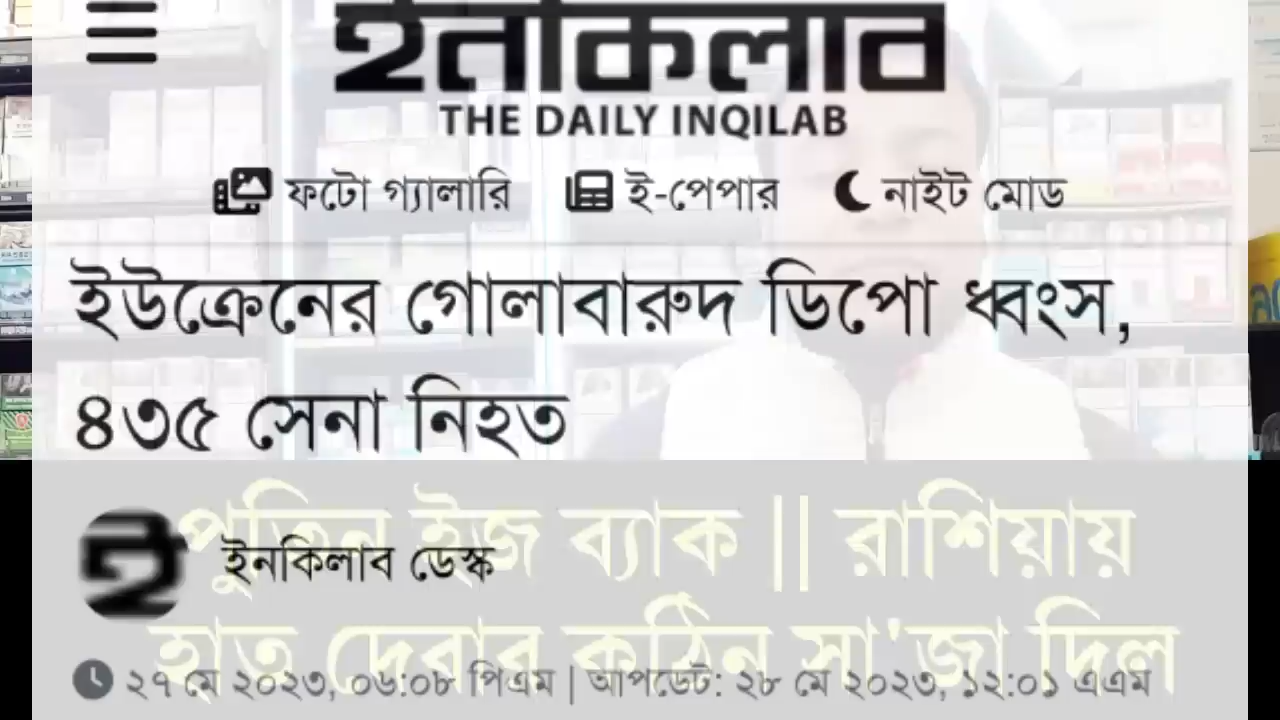 ইনকিলাব
THE DAILY INQILAB
ফটো গ্যালারি ই-পেপার নাইট মোড
ইউক্রেনের গোলাবারুদ ডিপো ধ্বংস,
৪৩৫ সেনা নিহত
পুতিন ইজ ব্যাক || রাশিয়ায়
ইনকিলাব ডেস্ক
হাত দেবার কঠিন সা'জা দিল
২৭ মে ২০২৩, ০৬:০৮ পিএম | আপডেট: ২৮ মে ২০২৩, ১২:০১ এএম